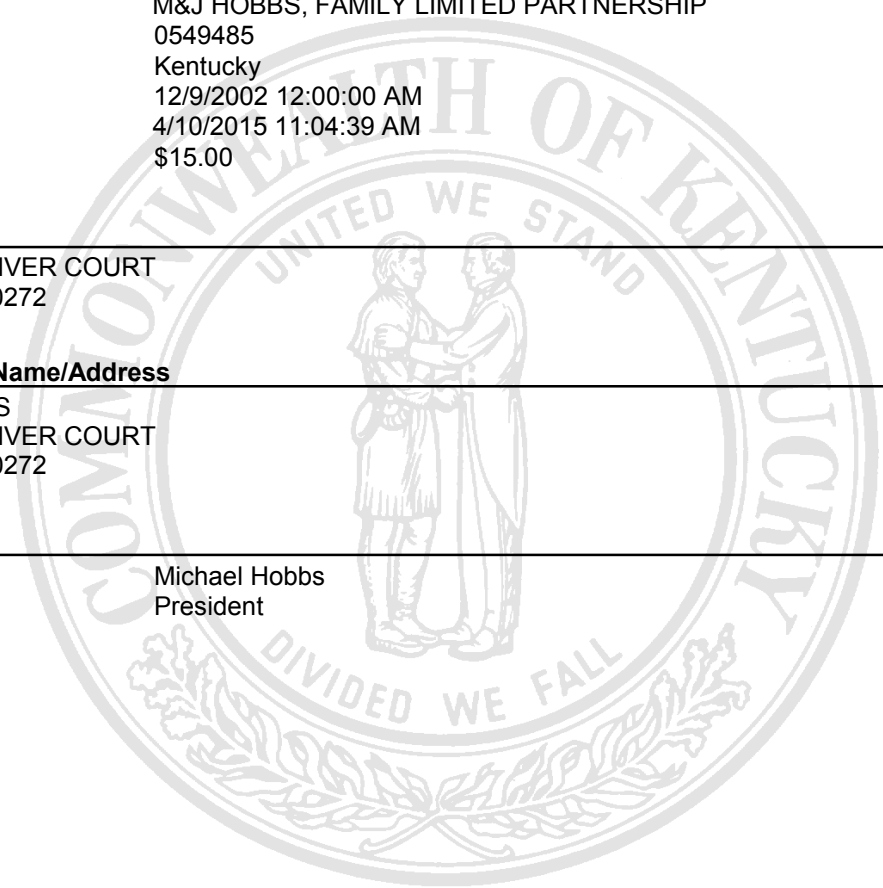 M&J HOBBS, FAMILY LIMITED PARTNERSHIP
0549485
Kentucky
12/9/2002 12:00:00 AM
4/10/2015 11:04:39 AM
$15.00
COMMONWEALTH OF KENTUCKY
UNITED WE STAND
IVER COURT
0272
Name/Address
S
IVER COURT
0272
Michael Hobbs
President
DIVIDED WE FALL